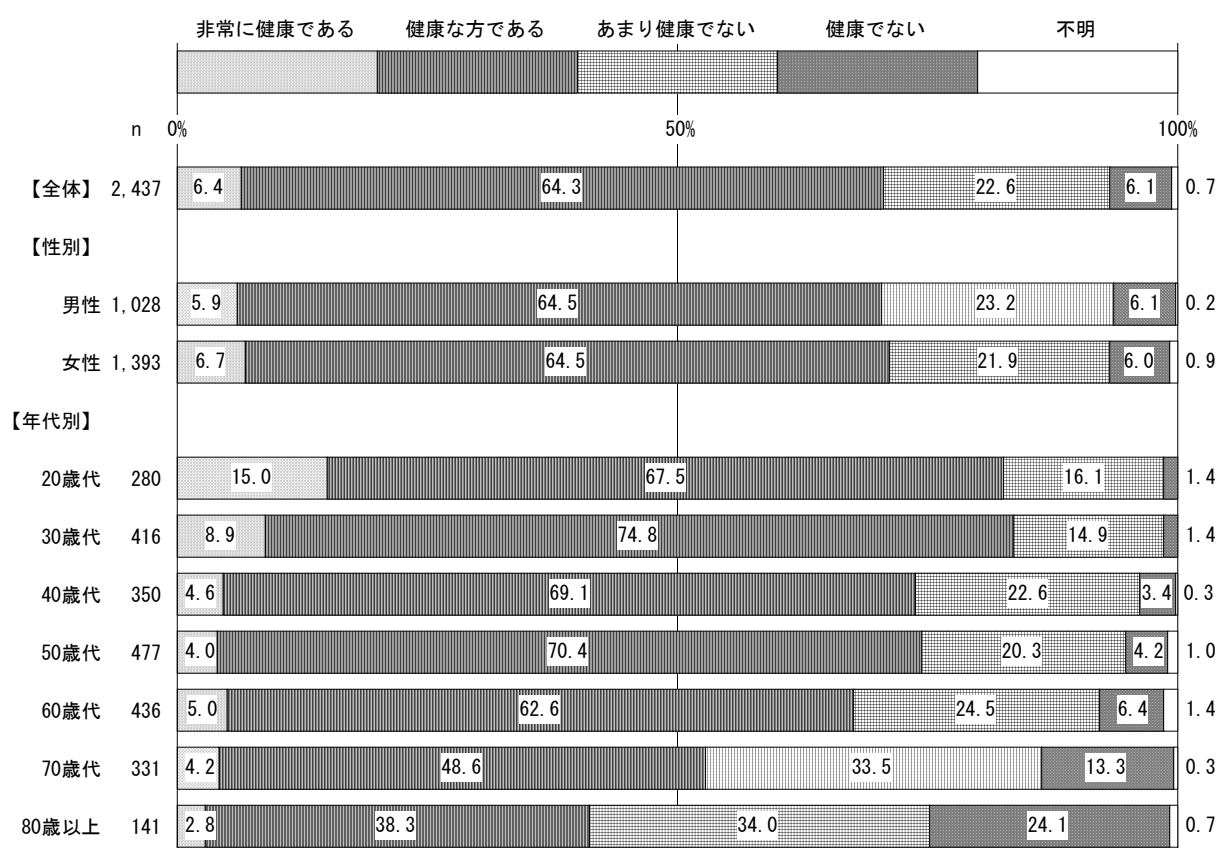 非常に健康である 健康な方である あまり健康でない 健康でない 不明
n 0% 50% 100%
【全体】 2,437 6.4 64.3 22.6 6.1 0.7
【性別】
男性 1,028 5.9 64.5 23.2 6.1 0.2
女性 1,393 6.7 64.5 21.9 6.0 0.9
【年代別】
20歳代 280 15.0 67.5 16.1 1.4
30歳代 416 8.9 74.8 14.9 1.4
40歳代 350 4.6 69.1 22.6 3.4 0.3
50歳代 477 4.0 70.4 20.3 4.2 1.0
60歳代 436 5.0 62.6 24.5 6.4 1.4
70歳代 331 4.2 48.6 33.5 13.3 0.3
80歳以上 141 2.8 38.3 34.0 24.1 0.7